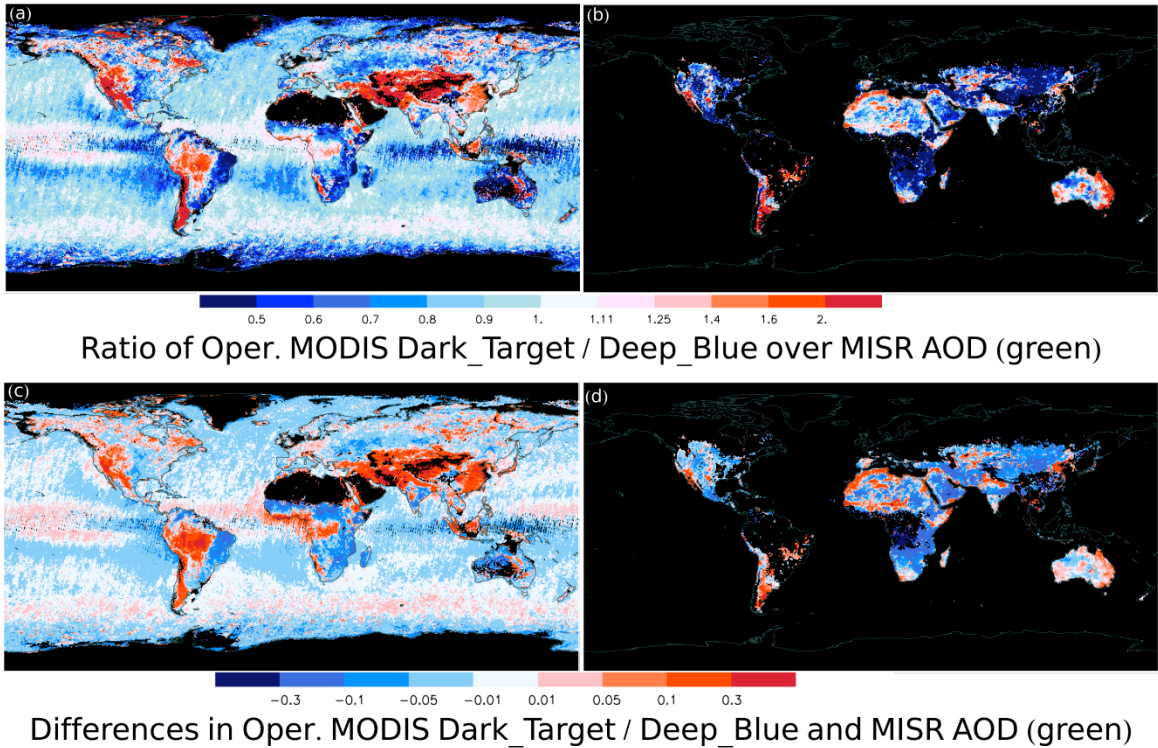 (a)
(b)
0.5 0.6 0.7 0.8 0.9 1. 1.11 1.25 1.4 1.6 2.
Ratio of Oper. MODIS Dark_Target / Deep_Blue over MISR AOD (green)
(c)
(d)
−0.3 −0.1 −0.05 −0.01 0.01 0.05 0.1 0.3
Differences in Oper. MODIS Dark_Target / Deep_Blue and MISR AOD (green)